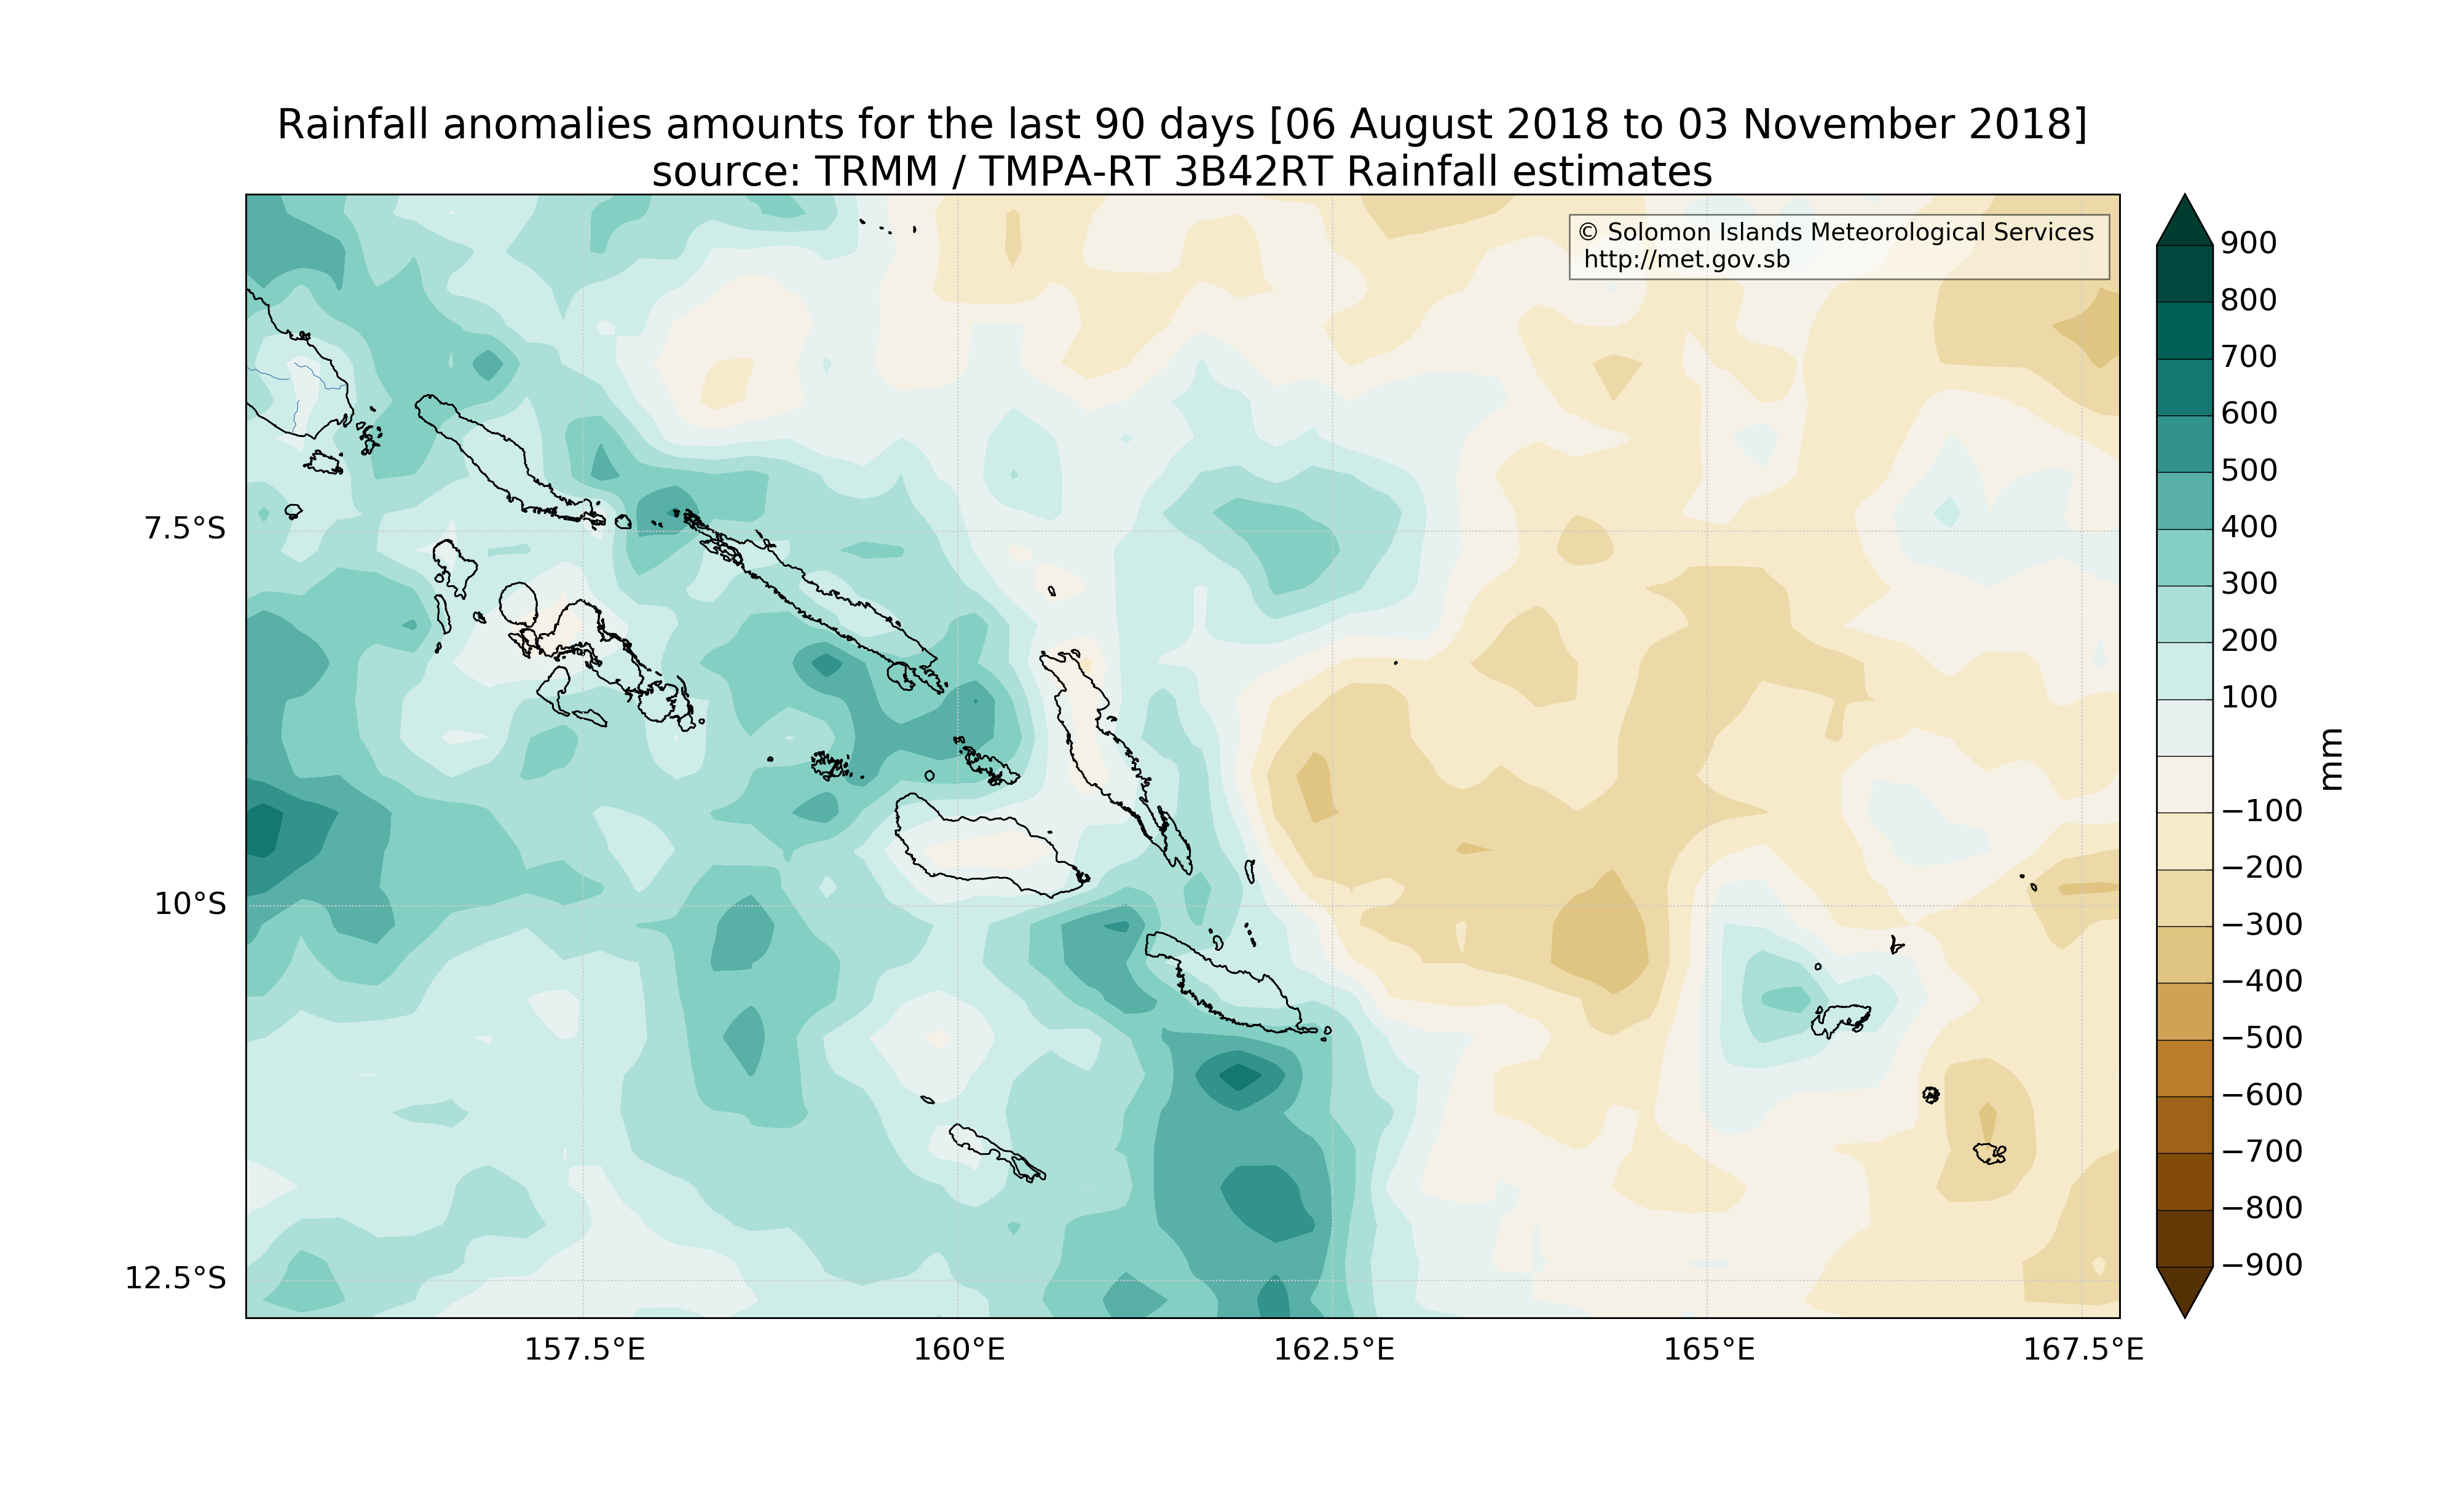 Rainfall anomalies amounts for the last 90 days [06 August 2018 to 03 November 2018]
source: TRMM / TMPA-RT 3B42RT Rainfall estimates
© Solomon Islands Meteorological Services
http://met.gov.sb
7.5°S
10°S
12.5°S
157.5°E
160°E
162.5°E
165°E
167.5°E
900
800
700
600
500
400
300
200
100
−100
−200
−300
−400
−500
−600
−700
−800
−900
mm